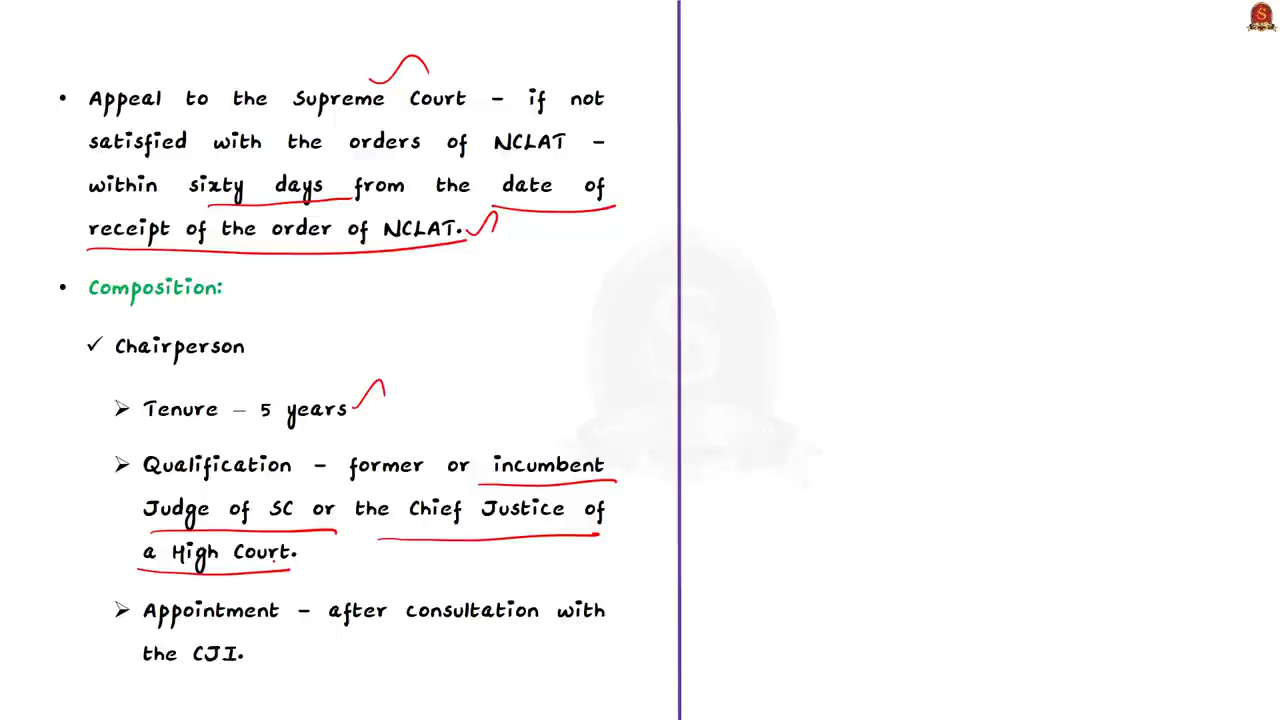 • Appeal to the Supreme Court – if not
satisfied with the orders of NCLAT –
within sixty days from the date of
receipt of the order of NCLAT.
• Composition:
✓ Chairperson
➢ Tenure – 5 years
➢ Qualification – former or incumbent
Judge of SC or the Chief Justice of
a High Court.
➢ Appointment – after consultation with
the CJI.
S
S